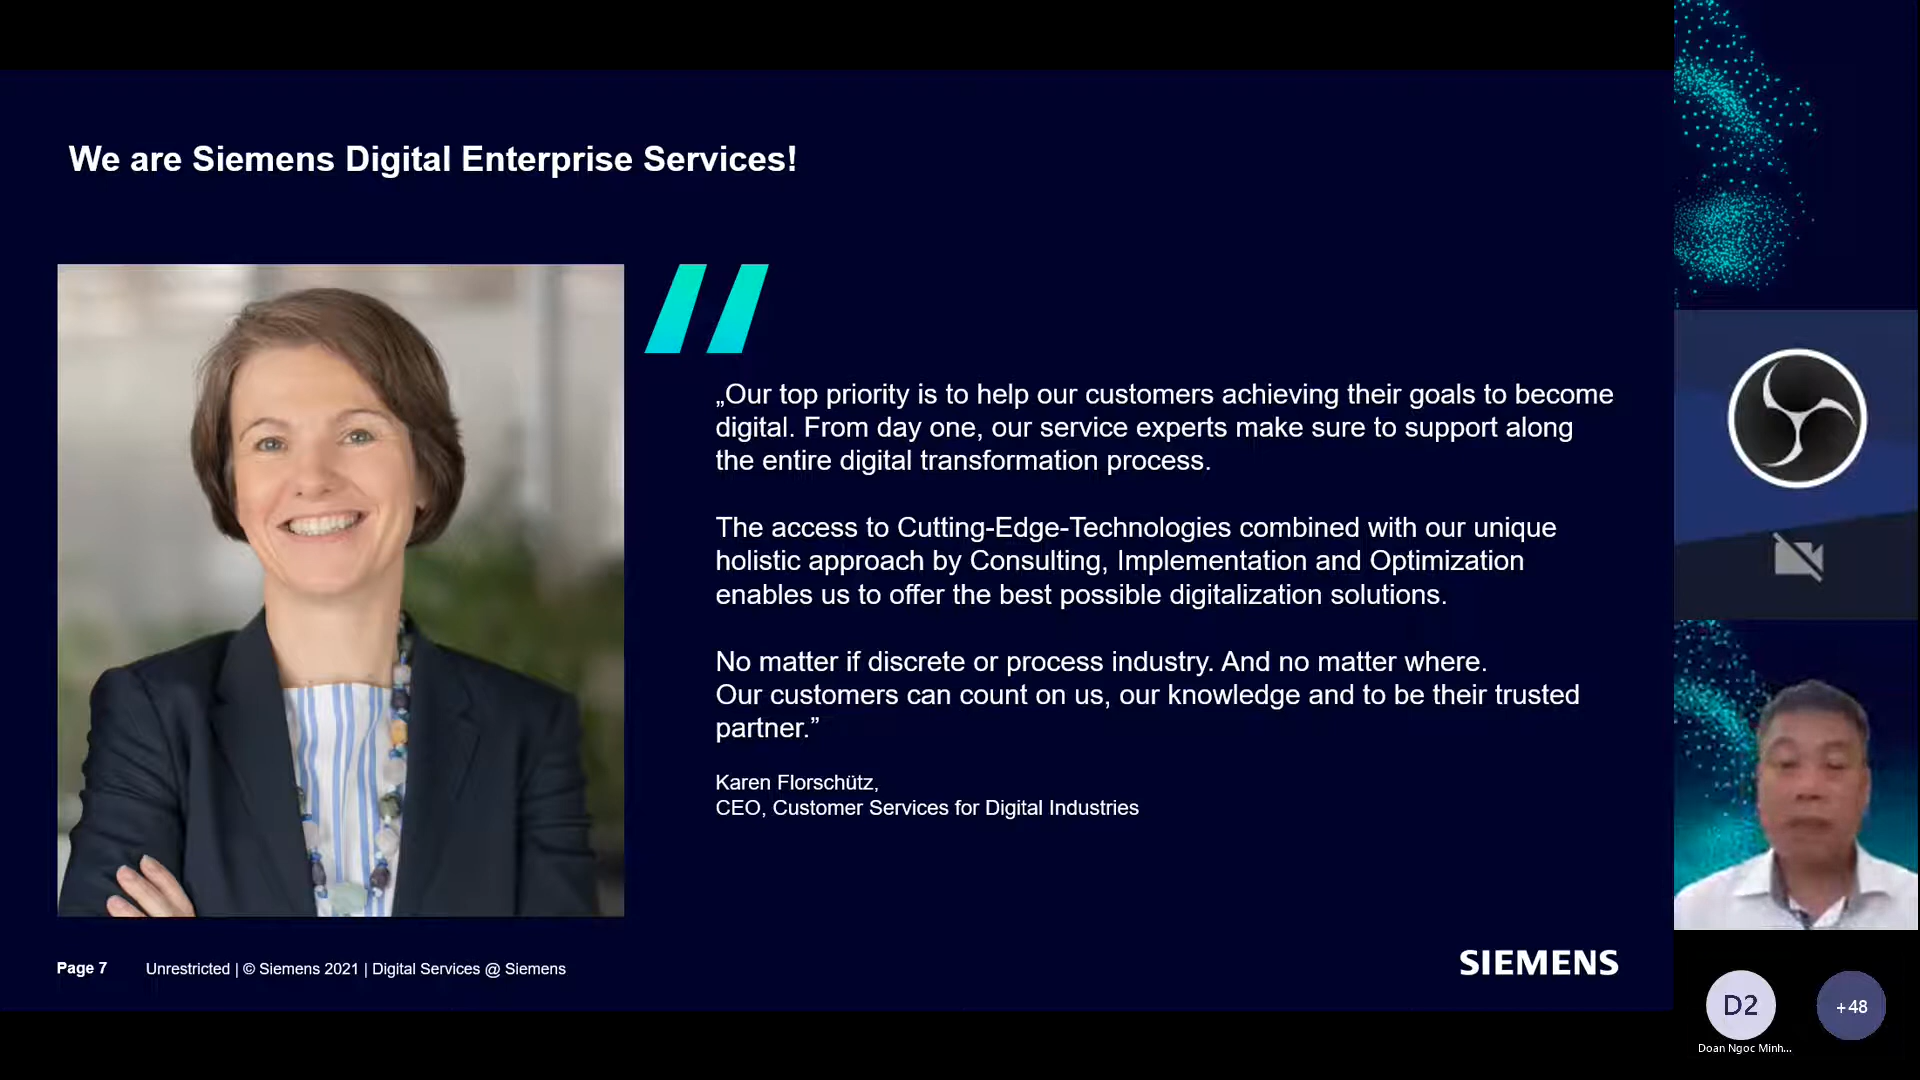 We are Siemens Digital Enterprise Services!
„Our top priority is to help our customers achieving their goals to become
digital. From day one, our service experts make sure to support along
the entire digital transformation process.
The access to Cutting-Edge-Technologies combined with our unique
holistic approach by Consulting, Implementation and Optimization
enables us to offer the best possible digitalization solutions.
No matter if discrete or process industry. And no matter where.
Our customers can count on us, our knowledge and to be their trusted
partner.”
Karen Florschütz,
CEO, Customer Services for Digital Industries
Page 7 Unrestricted | © Siemens 2021 | Digital Services @ Siemens
SIEMENS
D2
+48
Doan Ngoc Minh...